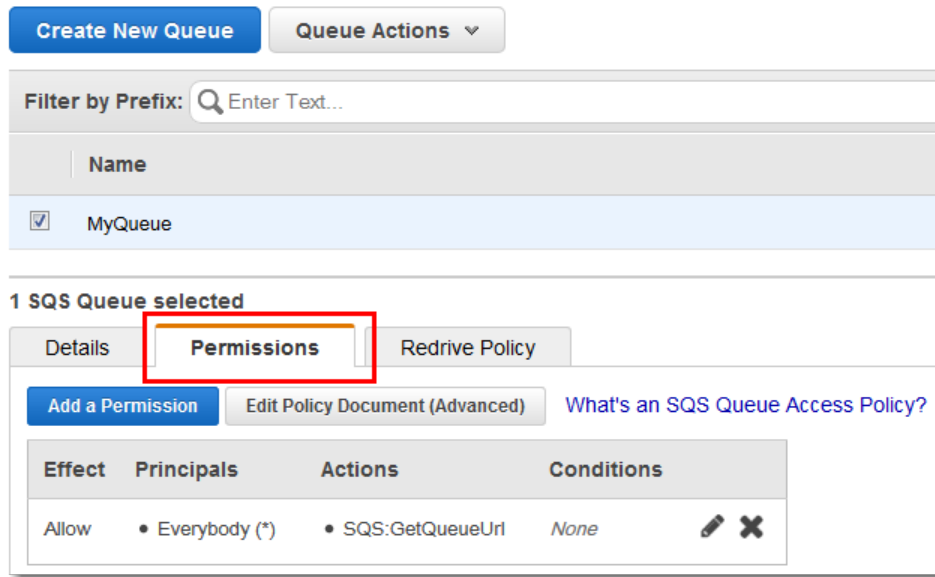 Create New Queue Queue Actions
Filter by Prefix: Enter Text...
Name
MyQueue
1 SQS Queue selected
Details Permissions Redrive Policy
Add a Permission Edit Policy Document (Advanced) What's an SQS Queue Access Policy?
Effect Principals Actions Conditions
Allow • Everybody (*) • SQS:GetQueueUrl None